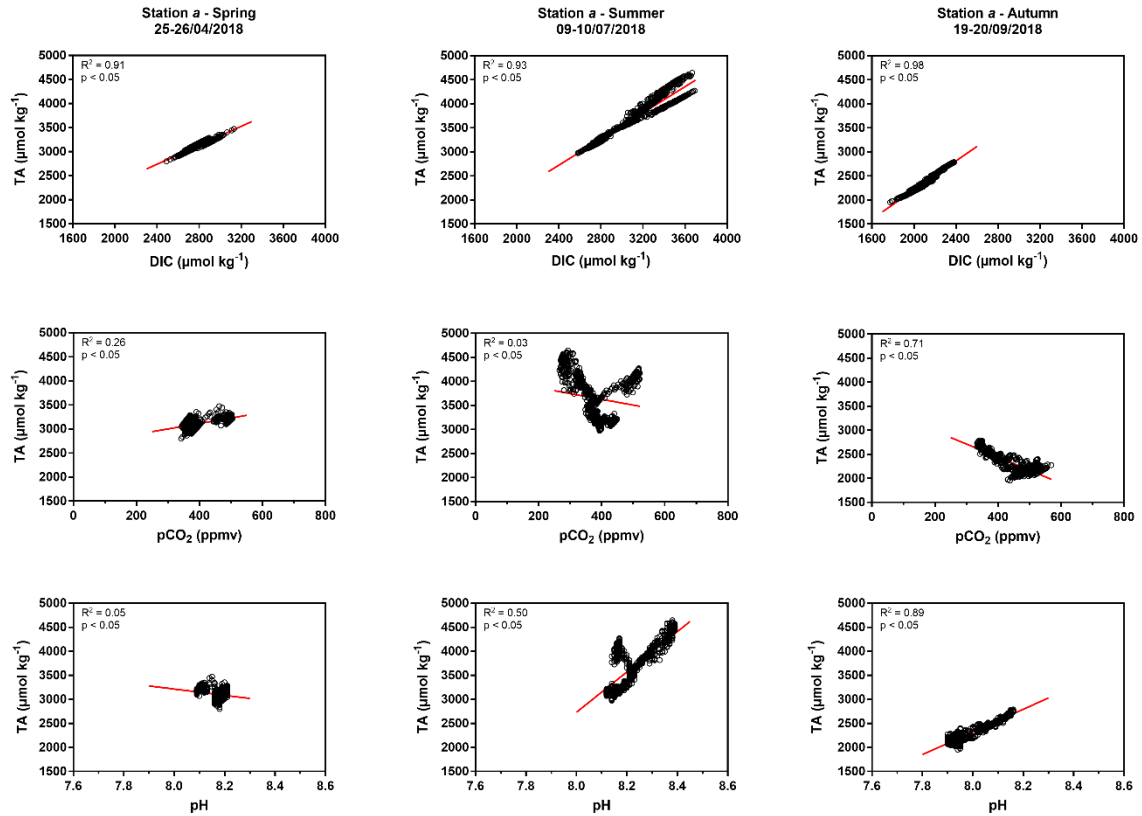 Station a - Spring
25-26/04/2018
Station a - Summer
09-10/07/2018
Station a - Autumn
19-20/09/2018
R² = 0.91
p < 0.05
TA (µmol kg⁻¹)
5000
4500
4000
3500
3000
2500
2000
1500
1600 2000 2400 2800 3200 3600 4000
DIC (µmol kg⁻¹)
R² = 0.93
p < 0.05
TA (µmol kg⁻¹)
5000
4500
4000
3500
3000
2500
2000
1500
1600 2000 2400 2800 3200 3600 4000
DIC (µmol kg⁻¹)
R² = 0.98
p < 0.05
TA (µmol kg⁻¹)
5000
4500
4000
3500
3000
2500
2000
1500
1600 2000 2400 2800 3200 3600 4000
DIC (µmol kg⁻¹)
R² = 0.26
p < 0.05
TA (µmol kg⁻¹)
5000
4500
4000
3500
3000
2500
2000
1500
0 200 400 600 800
pCO₂ (ppmv)
R² = 0.03
p < 0.05
TA (µmol kg⁻¹)
5000
4500
4000
3500
3000
2500
2000
1500
0 200 400 600 800
pCO₂ (ppmv)
R² = 0.71
p < 0.05
TA (µmol kg⁻¹)
5000
4500
4000
3500
3000
2500
2000
1500
0 200 400 600 800
pCO₂ (ppmv)
R² = 0.05
p < 0.05
TA (µmol kg⁻¹)
5000
4500
4000
3500
3000
2500
2000
1500
7.6 7.8 8.0 8.2 8.4 8.6
pH
R² = 0.50
p < 0.05
TA (µmol kg⁻¹)
5000
4500
4000
3500
3000
2500
2000
1500
7.6 7.8 8.0 8.2 8.4 8.6
pH
R² = 0.89
p < 0.05
TA (µmol kg⁻¹)
5000
4500
4000
3500
3000
2500
2000
1500
7.6 7.8 8.0 8.2 8.4 8.6
pH